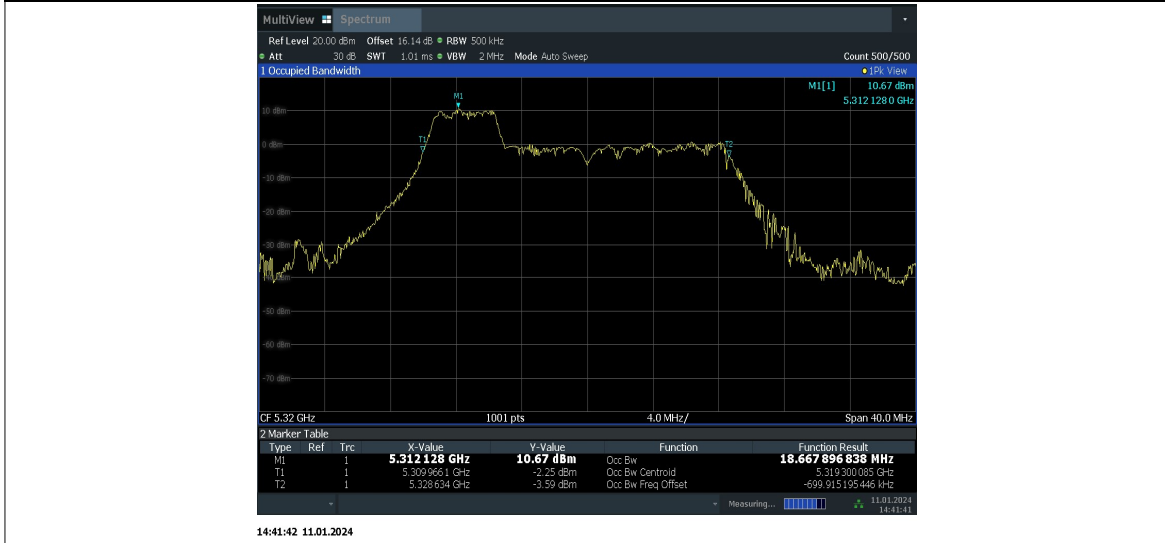 MultiView Spectrum
Ref Level 20.00 dBm Offset 16.14 dB RBW 500 kHz
Att 30 dB SWT 1.01 ms VBW 2 MHz Mode Auto Sweep Count 500/500
1 Occupied Bandwidth 1Pk View
M1[1] 10.67 dBm
5.312 128 0 GHz
M1
10 dBm
T1
0 dBm
T2
-10 dBm
-20 dBm
-30 dBm
-50 dBm
-60 dBm
-70 dBm
CF 5.32 GHz 1001 pts 4.0 MHz/ Span 40.0 MHz
2 Marker Table
Type Ref Trc X-Value Y-Value Function Function Result
M1 1 5.312 128 GHz 10.67 dBm Occ Bw 18.667 896 838 MHz
T1 1 5.309 966 1 GHz -2.25 dBm Occ Bw Centroid 5.319 300 085 GHz
T2 1 5.328 634 GHz -3.59 dBm Occ Bw Freq Offset -699.915 195 446 kHz
Measuring... 11.01.2024
14:41:41
14:41:42 11.01.2024